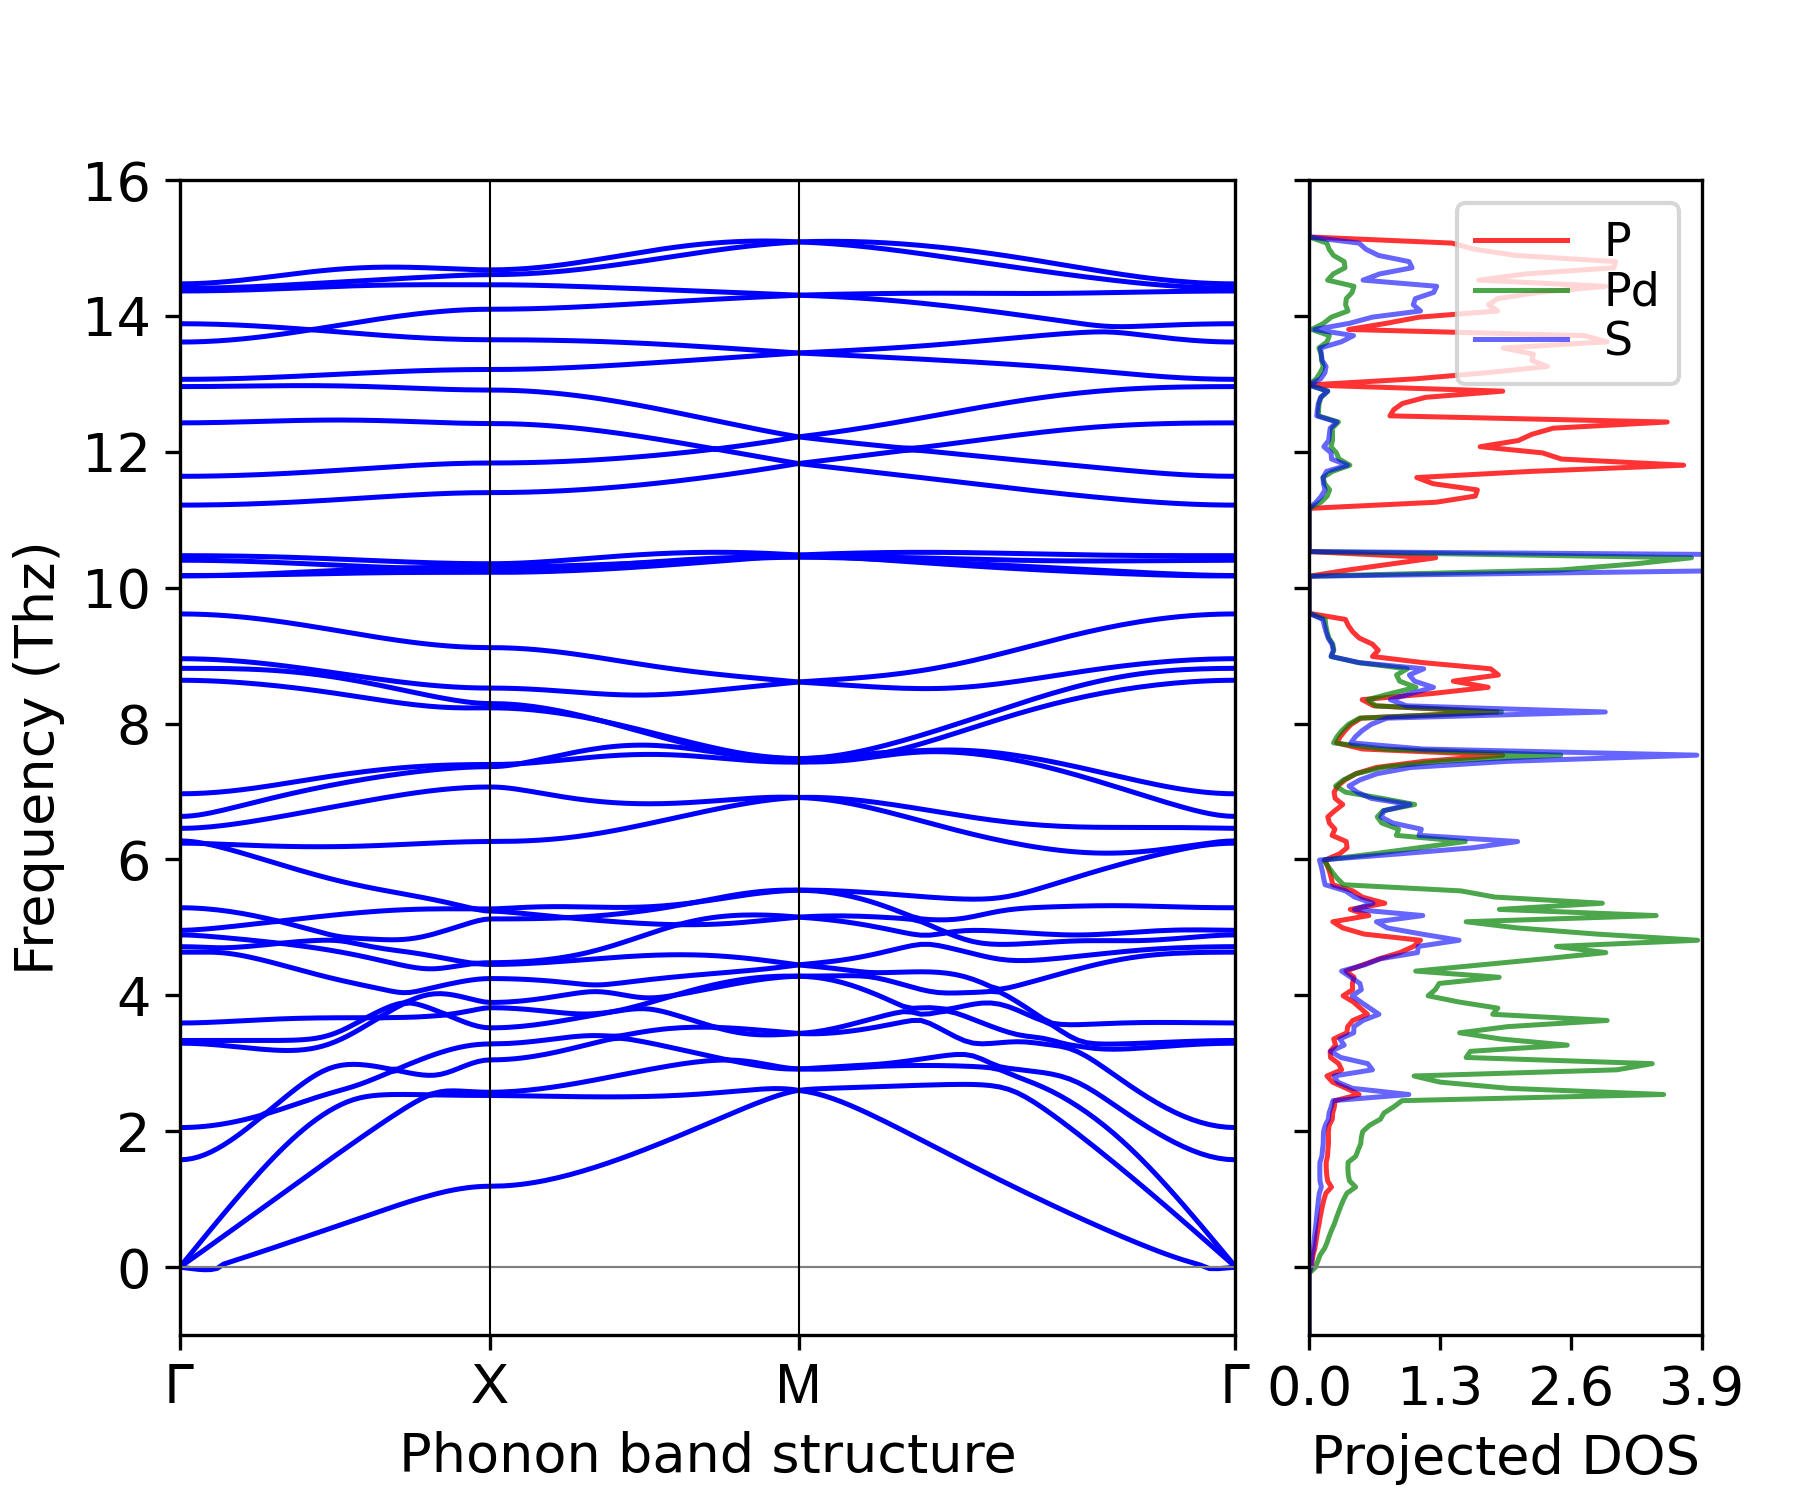 16
14
12
10
8
6
4
2
0
Frequency (Thz)
Γ X M Γ
Phonon band structure
P
Pd
S
0.0 1.3 2.6 3.9
Projected DOS